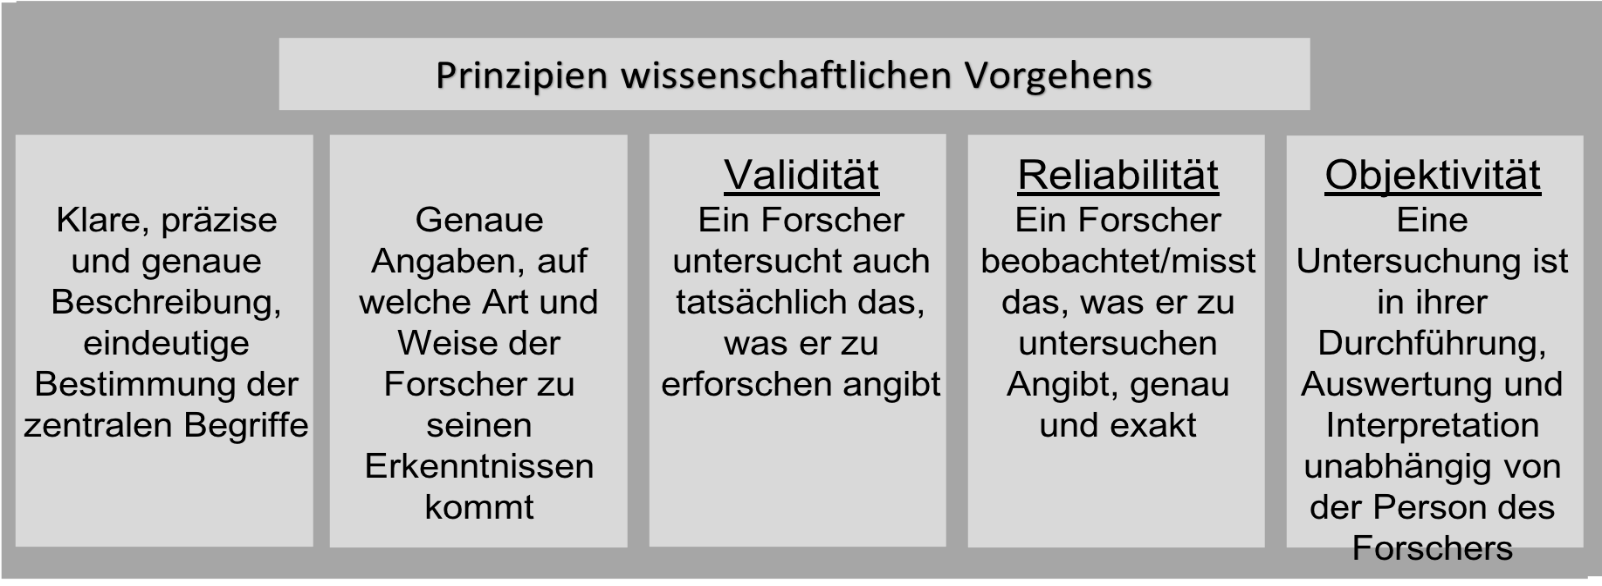 Prinzipien wissenschaftlichen Vorgehens
Klare, präzise
und genaue
Beschreibung,
eindeutige
Bestimmung der
zentralen Begriffe
Genaue
Angaben, auf
welche Art und
Weise der
Forscher zu
seinen
Erkenntnissen
kommt
Validität
Ein Forscher
untersucht auch
tatsächlich das,
was er zu
erforschen angibt
Reliabilität
Ein Forscher
beobachtet/misst
das, was er zu
untersuchen
Angibt, genau
und exakt
Objektivität
Eine
Untersuchung ist
in ihrer
Durchführung,
Auswertung und
Interpretation
unabhängig von
der Person des
Forschers